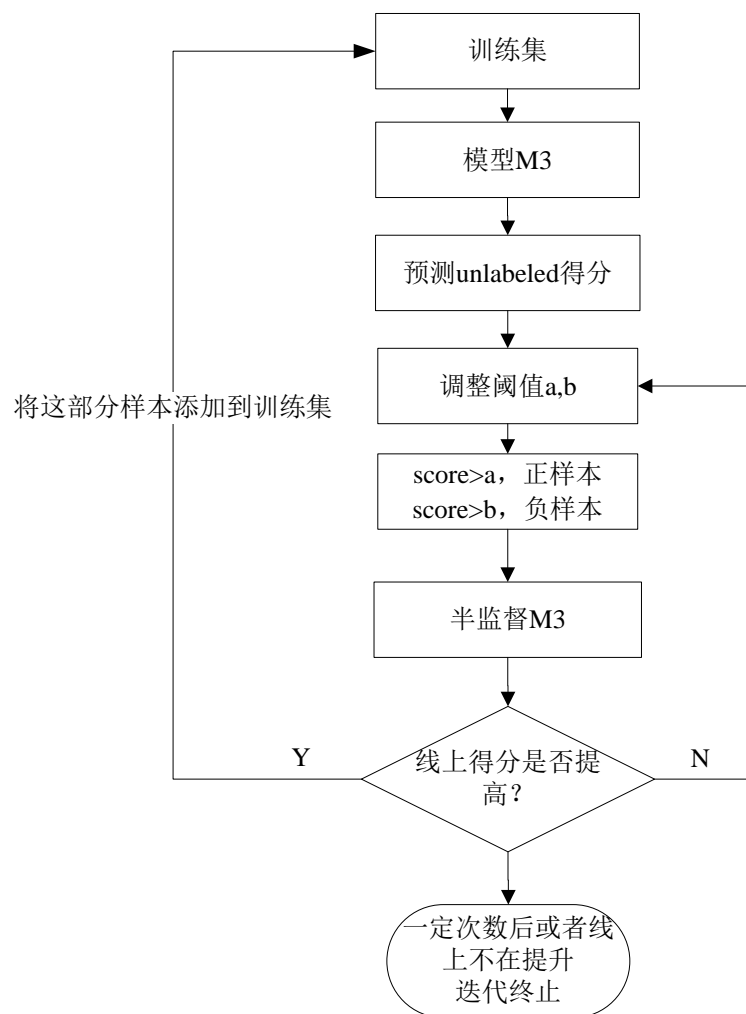 训练集
模型M3
预测unlabeled得分
调整阈值a,b
将这部分样本添加到训练集
score>a，正样本
score>b，负样本
半监督M3
Y
线上得分是否提
高？
N
一定次数后或者线
上不在提升
迭代终止